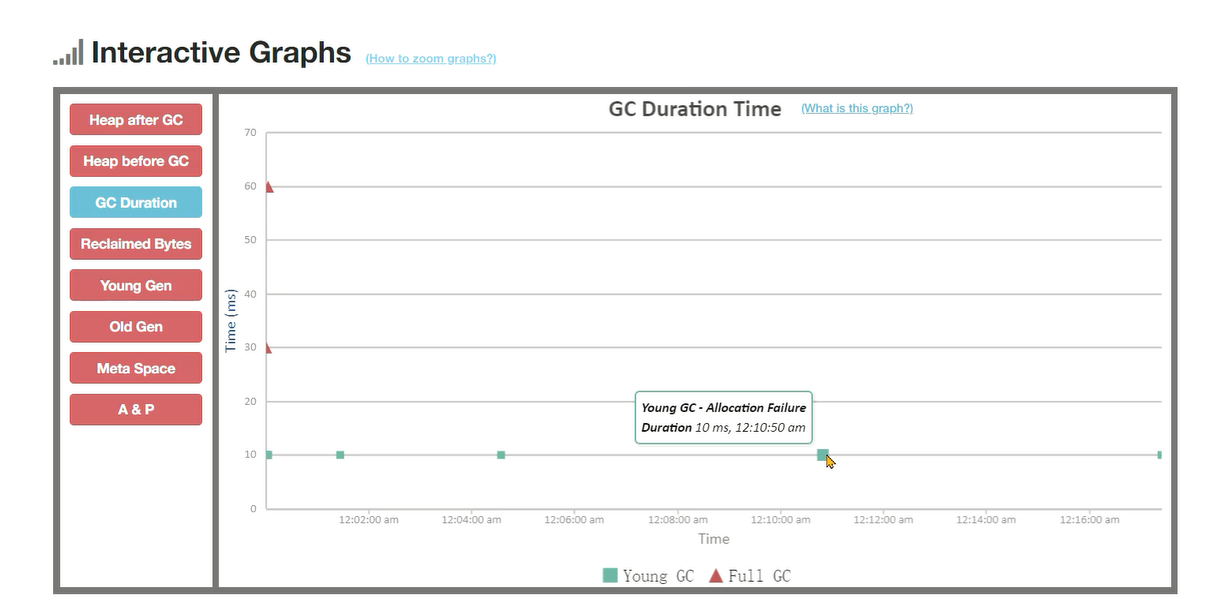 Interactive Graphs (How to zoom graphs?)
Heap after GC
Heap before GC
GC Duration
Reclaimed Bytes
Young Gen
Old Gen
Meta Space
A & P
GC Duration Time (What is this graph?)
Time (ms)
70
60
50
40
30
20
10
0
Young GC - Allocation Failure
Duration 10 ms, 12:10:50 am
12:02:00 am 12:04:00 am 12:06:00 am 12:08:00 am 12:10:00 am 12:12:00 am 12:14:00 am 12:16:00 am
Time
Young GC Full GC